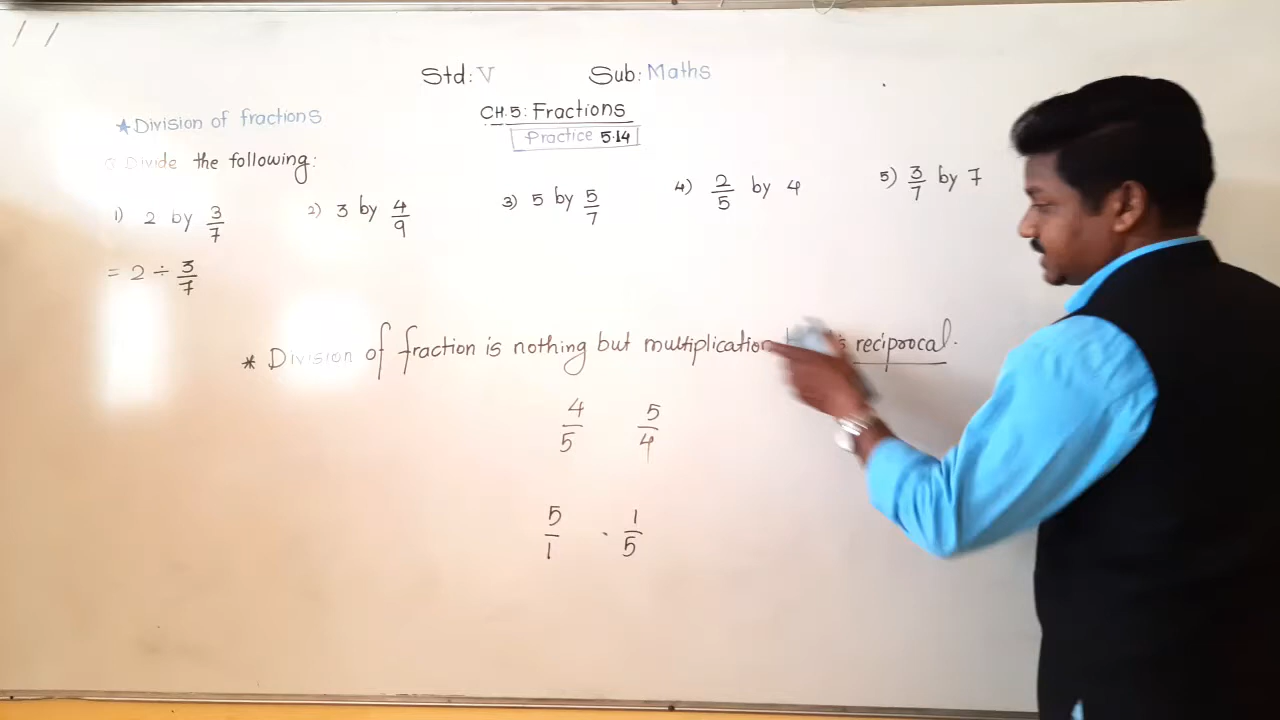 Std: V Sub: Maths
CH.5: Fractions
★ Division of fractions
Practice 5.14
Divide the following:
1) 2 by 3/7 2) 3 by 4/9 3) 5 by 5/7 4) 2/5 by 4 5) 3/7 by 7
= 2 ÷ 3/7
* Division of fraction is nothing but multiplication reciprocal.
4/5 5/4
5/1 · 1/5